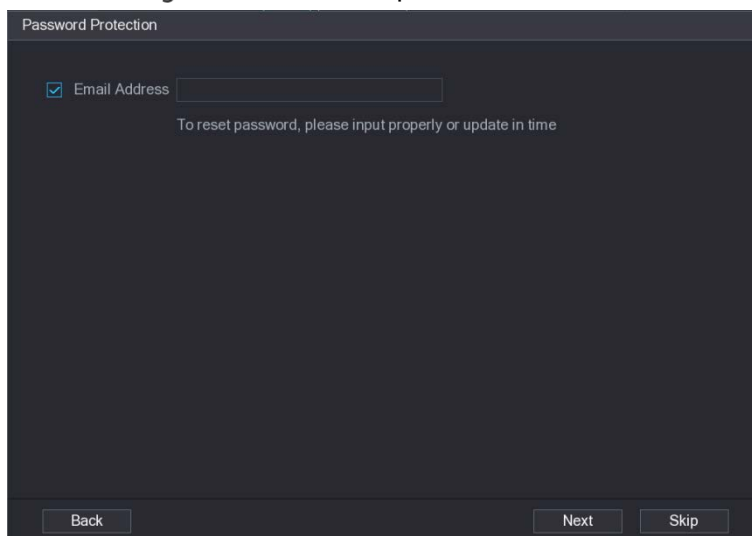 Password Protection
Email Address
To reset password, please input properly or update in time
Back Next Skip